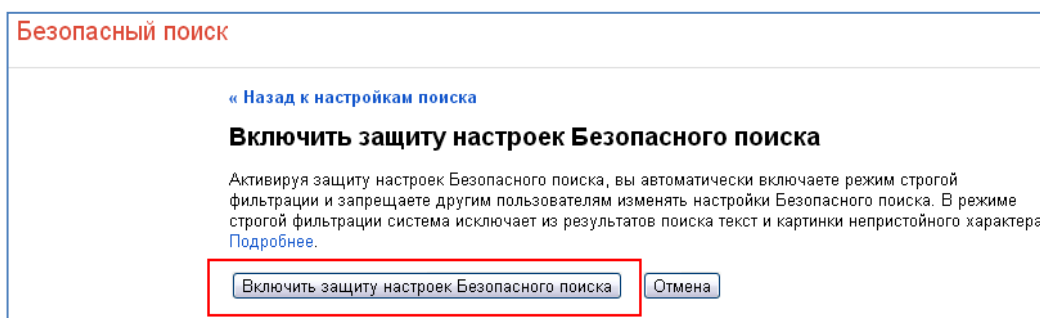 Безопасный поиск
« Назад к настройкам поиска
Включить защиту настроек Безопасного поиска
Активируя защиту настроек Безопасного поиска, вы автоматически включаете режим строгой
фильтрации и запрещаете другим пользователям изменять настройки Безопасного поиска. В режиме
строгой фильтрации система исключает из результатов поиска текст и картинки непристойного характера
Подробнее.
Включить защиту настроек Безопасного поиска Отмена